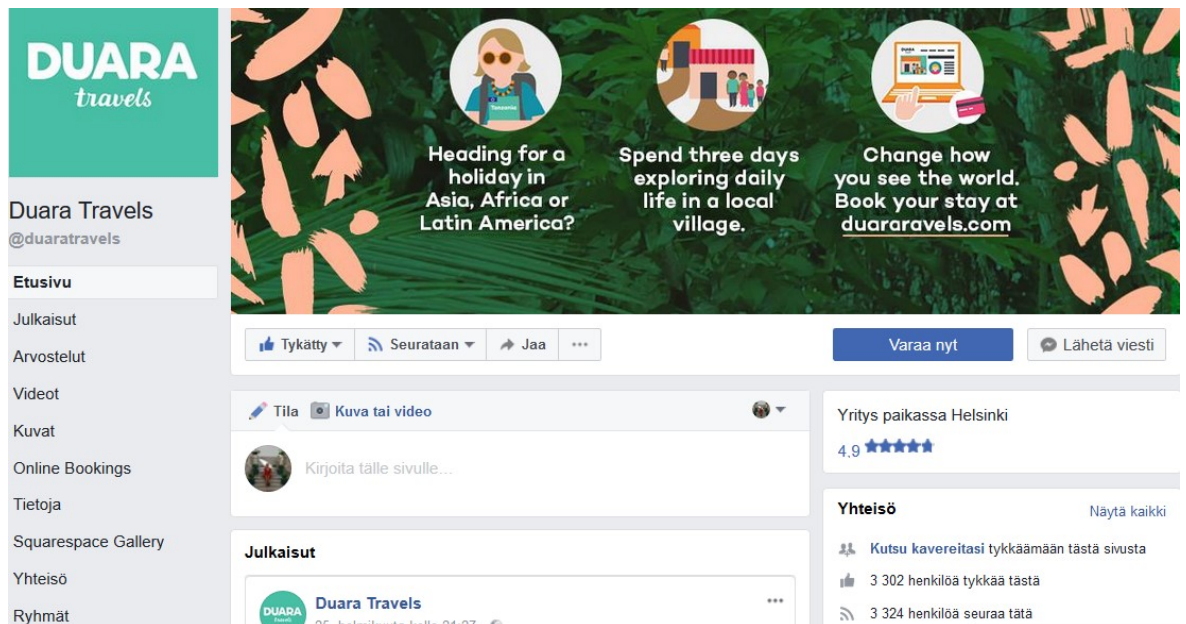 DUARA
travels
Duara Travels
@duaratravels
Etusivu
Julkaisut
Arvostelut
Videot
Kuvat
Online Bookings
Tietoja
Squarespace Gallery
Yhteisö
Ryhmät
Tanzania
Heading for a
holiday in
Asia, Africa or
Latin America?
Spend three days
exploring daily
life in a local
village.
Change how
you see the world.
Book your stay at
duararavels.com
Tykätty
Seurataan
Jaa
Varaa nyt
Lähetä viesti
Tila
Kuva tai video
Kirjoita tälle sivulle...
Julkaisut
DUARA
travels
Duara Travels
Yritys paikassa Helsinki
4.9
Yhteisö
Näytä kaikki
Kutsu kavereitasi tykkäämään tästä sivusta
3 302 henkilöä tykkää tästä
3 324 henkilöä seuraa tätä